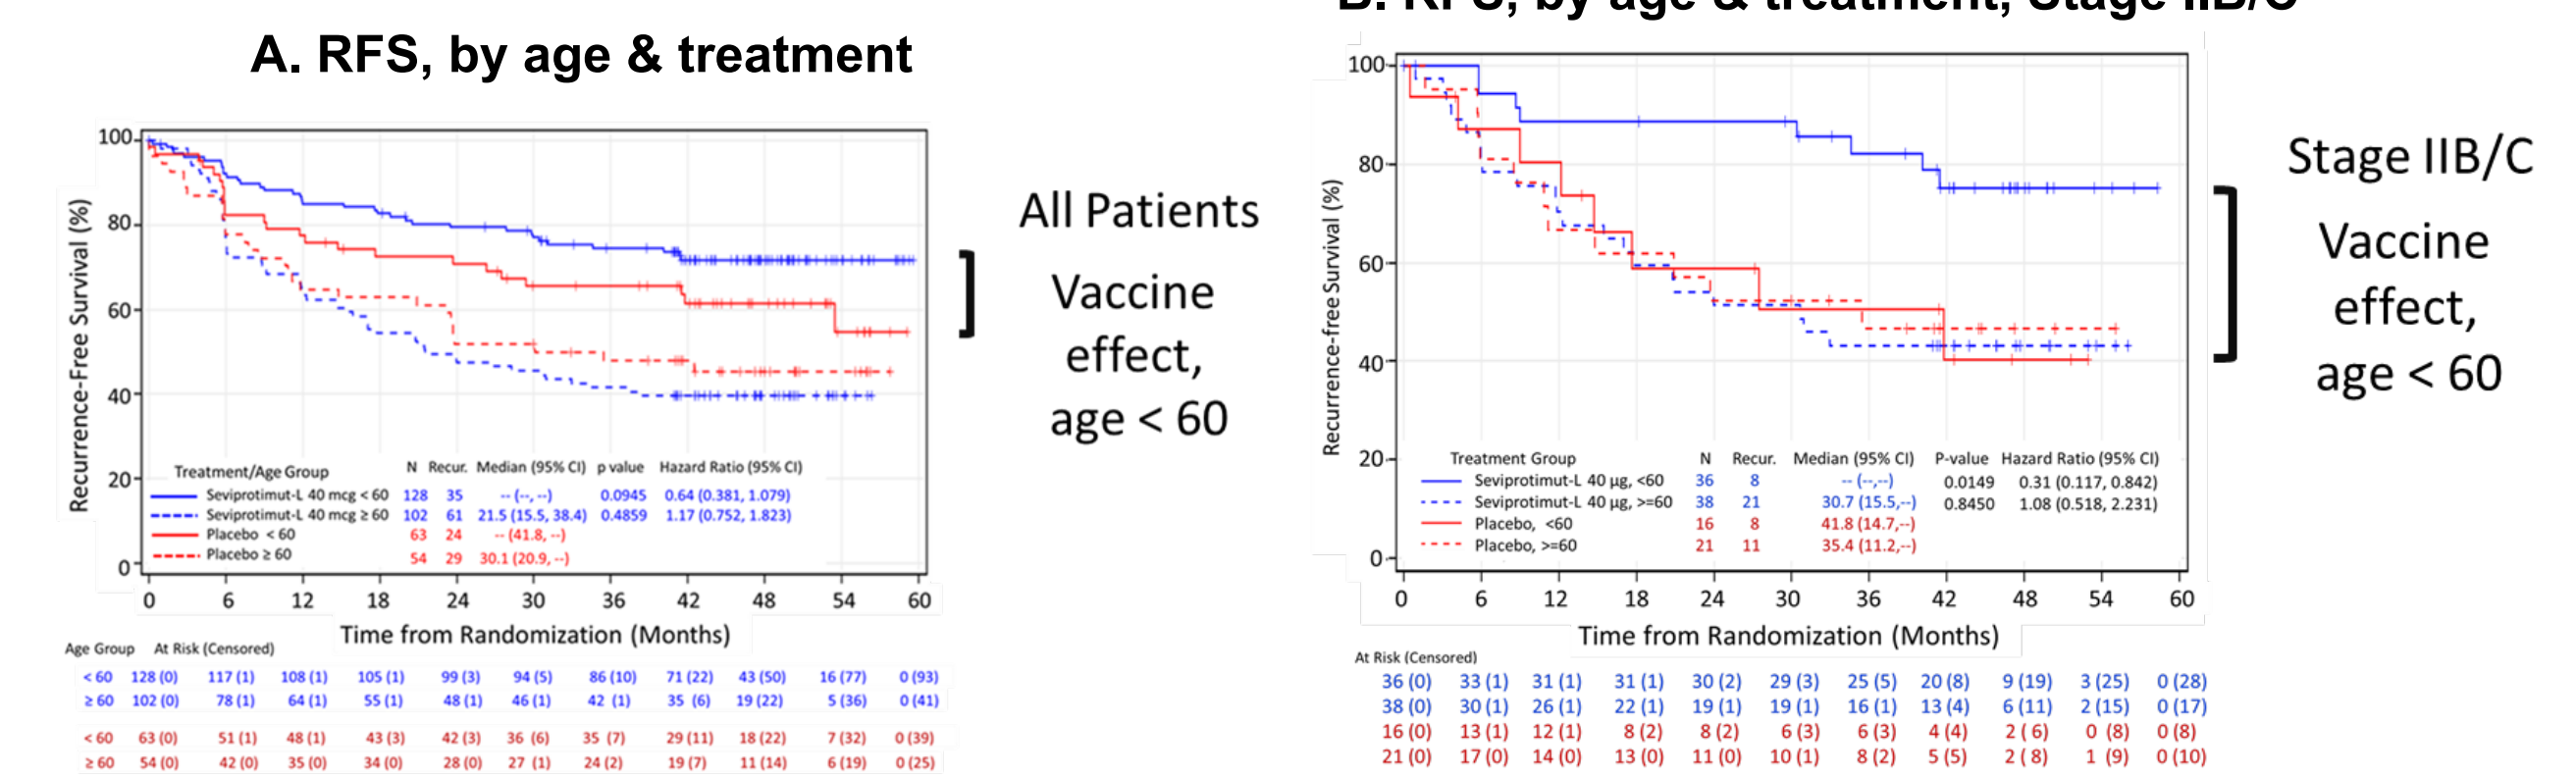 A. RFS, by age & treatment
Recurrence-Free Survival (%)
100
80
60
40
20
0
Treatment/Age Group N Recur. Median (95% CI) p value Hazard Ratio (95% CI)
Seviprotimut-L 40 mcg < 60 128 35 -- (--, --) 0.0945 0.64 (0.381, 1.079)
Seviprotimut-L 40 mcg ≥ 60 102 61 21.5 (15.5, 38.4) 0.4859 1.17 (0.752, 1.823)
Placebo < 60 63 24 -- (41.8, --)
Placebo ≥ 60 54 29 30.1 (20.9, --)
0 6 12 18 24 30 36 42 48 54 60
Time from Randomization (Months)
Age Group At Risk (Censored)
< 60 128 (0) 117 (1) 108 (1) 105 (1) 99 (3) 94 (5) 86 (10) 71 (22) 43 (50) 16 (77) 0 (93)
≥ 60 102 (0) 78 (1) 64 (1) 55 (1) 48 (1) 46 (1) 42 (1) 35 (6) 19 (22) 5 (36) 0 (41)
< 60 63 (0) 51 (1) 48 (1) 43 (3) 42 (3) 36 (6) 35 (7) 29 (11) 18 (22) 7 (32) 0 (39)
≥ 60 54 (0) 42 (0) 35 (0) 34 (0) 28 (0) 27 (1) 24 (2) 19 (7) 11 (14) 6 (19) 0 (25)
All Patients
Vaccine
effect,
age < 60
B. RFS, by age & treatment, Stage IIB/C
Recurrence-free Survival (%)
100
80
60
40
20
0
Treatment Group N Recur. Median (95% CI) P-value Hazard Ratio (95% CI)
Seviprotimut-L 40 µg, <60 36 8 -- (--,--) 0.0149 0.31 (0.117, 0.842)
Seviprotimut-L 40 µg, >=60 38 21 30.7 (15.5,--) 0.8450 1.08 (0.518, 2.231)
Placebo, <60 16 8 41.8 (14.7,--)
Placebo, >=60 21 11 35.4 (11.2,--)
0 6 12 18 24 30 36 42 48 54 60
Time from Randomization (Months)
At Risk (Censored)
36 (0) 33 (1) 31 (1) 31 (1) 30 (2) 29 (3) 25 (5) 20 (8) 9 (19) 3 (25) 0 (28)
38 (0) 30 (1) 26 (1) 22 (1) 19 (1) 19 (1) 16 (1) 13 (4) 6 (11) 2 (15) 0 (17)
16 (0) 13 (1) 12 (1) 8 (2) 8 (2) 6 (3) 6 (3) 4 (4) 2 ( 6) 0 (8) 0 (8)
21 (0) 17 (0) 14 (0) 13 (0) 11 (0) 10 (1) 8 (2) 5 (5) 2 ( 8) 1 (9) 0 (10)
Stage IIB/C
Vaccine
effect,
age < 60